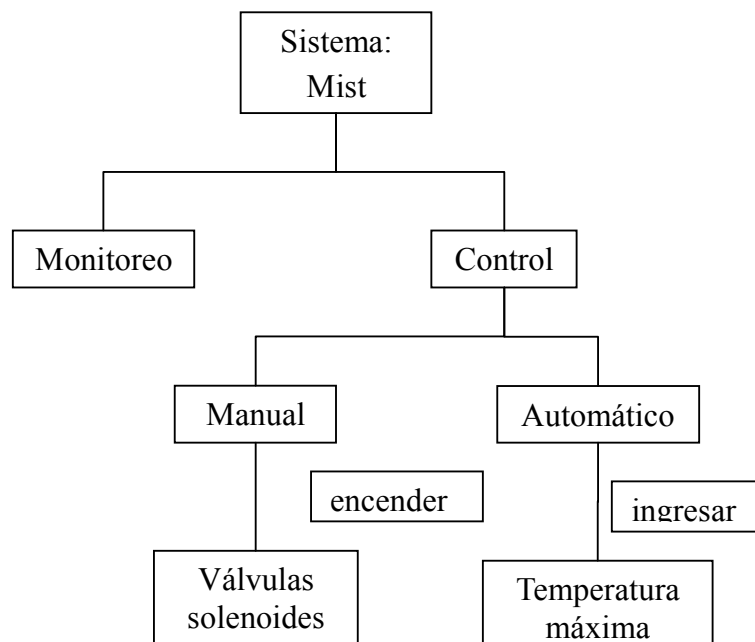 Sistema:
Mist
Monitoreo
Control
Manual
Automático
encender
ingresar
Válvulas
solenoides
Temperatura
máxima